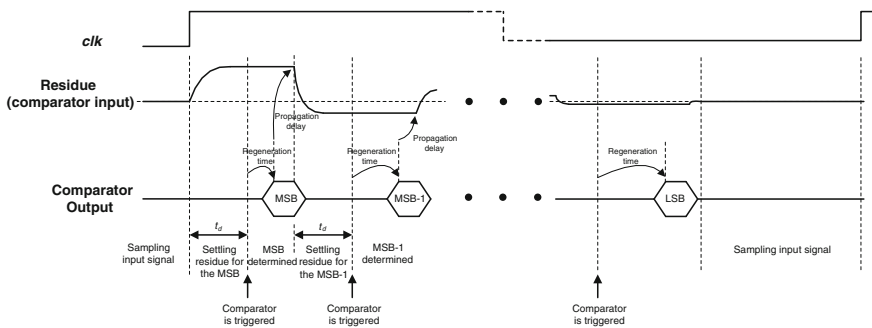 clk
Residue
(comparator input)
Propagation
delay
Propagation
delay
Regeneration
time
Regeneration
time
Regeneration
time
Comparator
Output
MSB
MSB-1
LSB
td
td
Sampling
input signal
Settling
residue for
the MSB
MSB
determined
Settling
residue for
the MSB-1
MSB-1
determined
Sampling input signal
Comparator
is triggered
Comparator
is triggered
Comparator
is triggered